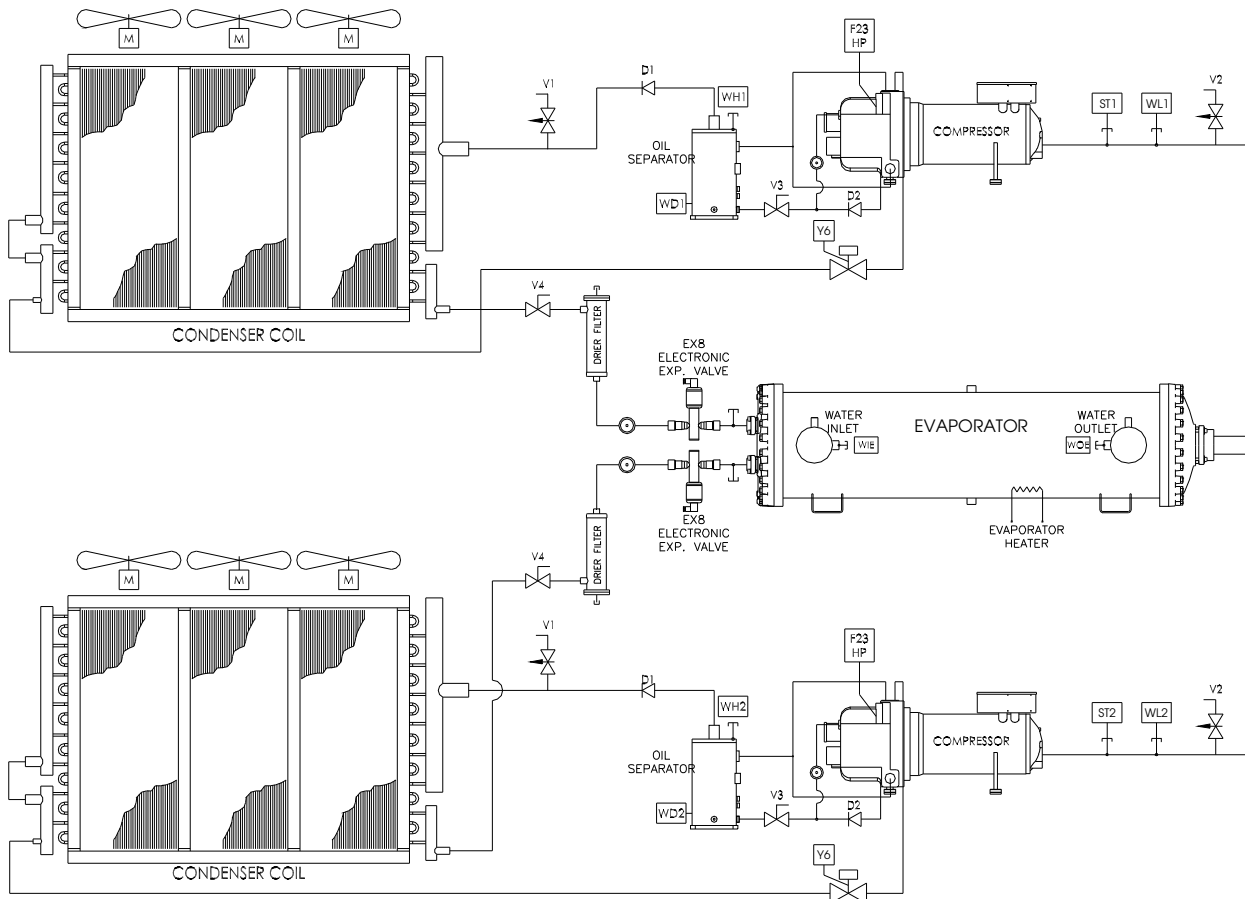 M
M
M
F23
HP
V1
D1
WH1
ST1
WL1
V2
COMPRESSOR
OIL
SEPARATOR
WD1
V3
D2
Y6
CONDENSER COIL
V4
DRIER FILTER
EX8
ELECTRONIC
EXP. VALVE
WATER
INLET
WIE
EVAPORATOR
WATER
OUTLET
WOE
EX8
ELECTRONIC
EXP. VALVE
EVAPORATOR
HEATER
DRIER FILTER
V4
M
M
M
V1
F23
HP
D1
WH2
ST2
WL2
V2
COMPRESSOR
OIL
SEPARATOR
WD2
V3
D2
Y6
CONDENSER COIL